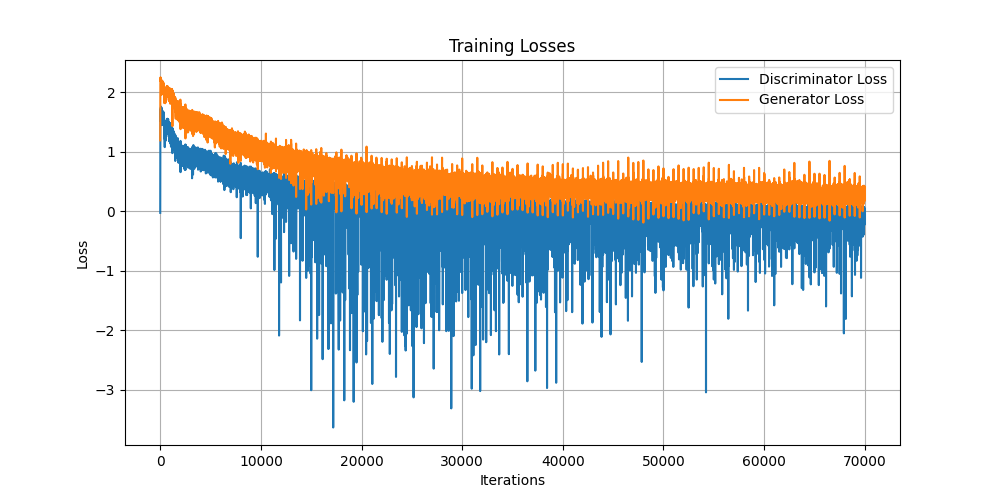 Training Losses
Discriminator Loss
Generator Loss
2
1
0
−1
−2
−3
Loss
0 10000 20000 30000 40000 50000 60000 70000
Iterations